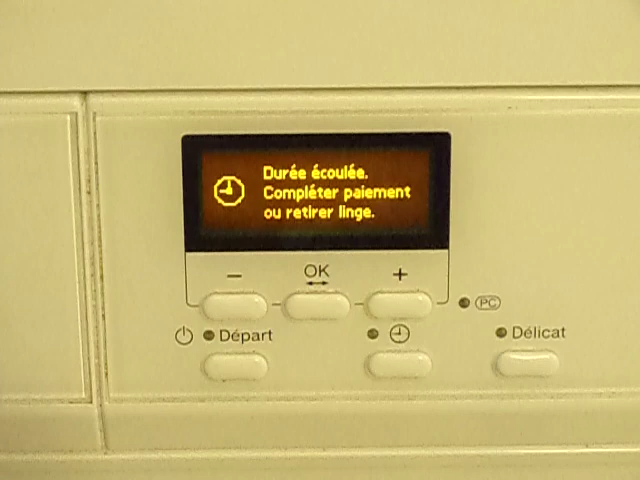 Durée écoulée.
Compléter paiement
ou retirer linge.
− OK +
PC
Départ
Délicat